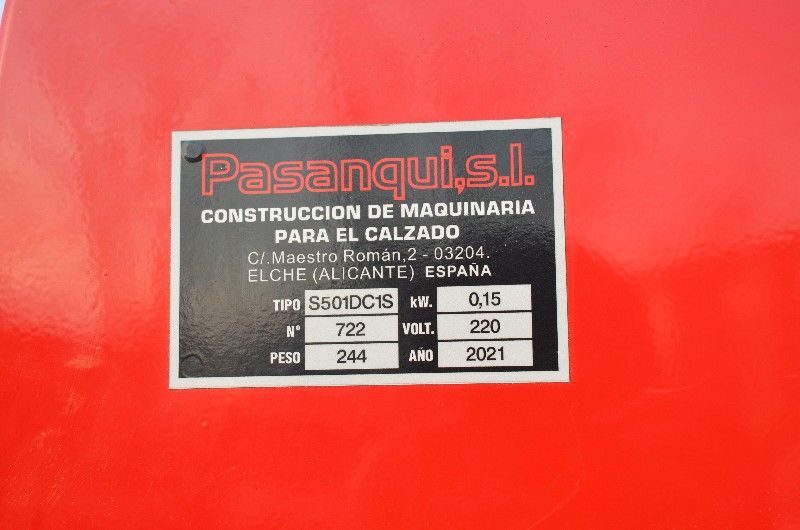 Pasanqui,s.l.
CONSTRUCCION DE MAQUINARIA
PARA EL CALZADO
C/.Maestro Román,2 - 03204.
ELCHE (ALICANTE) ESPAÑA
TIPO S501DC1S kW. 0,15
N° 722 VOLT. 220
PESO 244 AÑO 2021